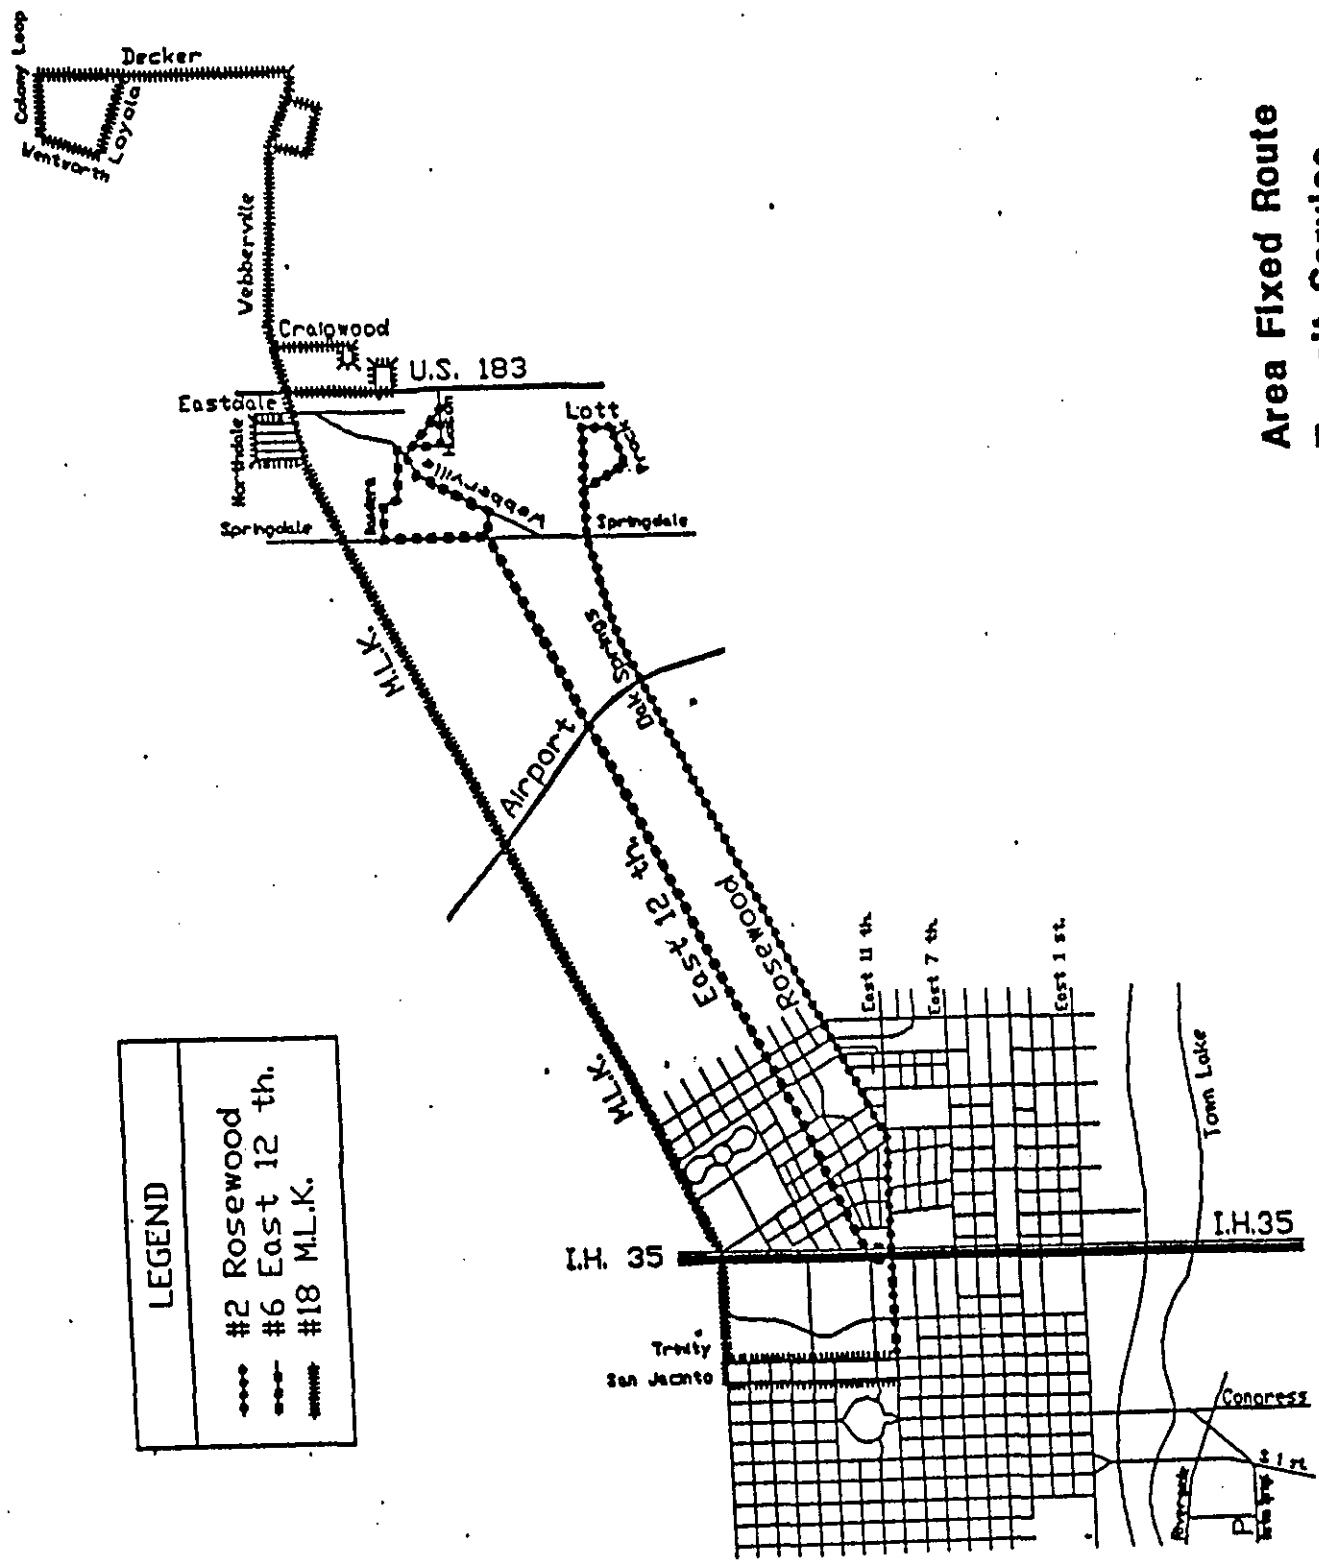 Colony Loop
Decker
Wentworth
Loyola
Webberville
Craigwood
U.S. 183
Eastdale
Northdale
Springdale
Hudson
Webberville
Lott
Springdale
M.L.K.
Oak Springs
Airport
East 12 th.
Rosewood
M.L.K.
East 11 th.
East 7 th.
East 1 st.
Town Lake
I.H. 35
I.H.35
Trinity
San Jacinto
Congress
LEGEND
#2 Rosewood
#6 East 12 th.
#18 M.L.K.
Area Fixed Route